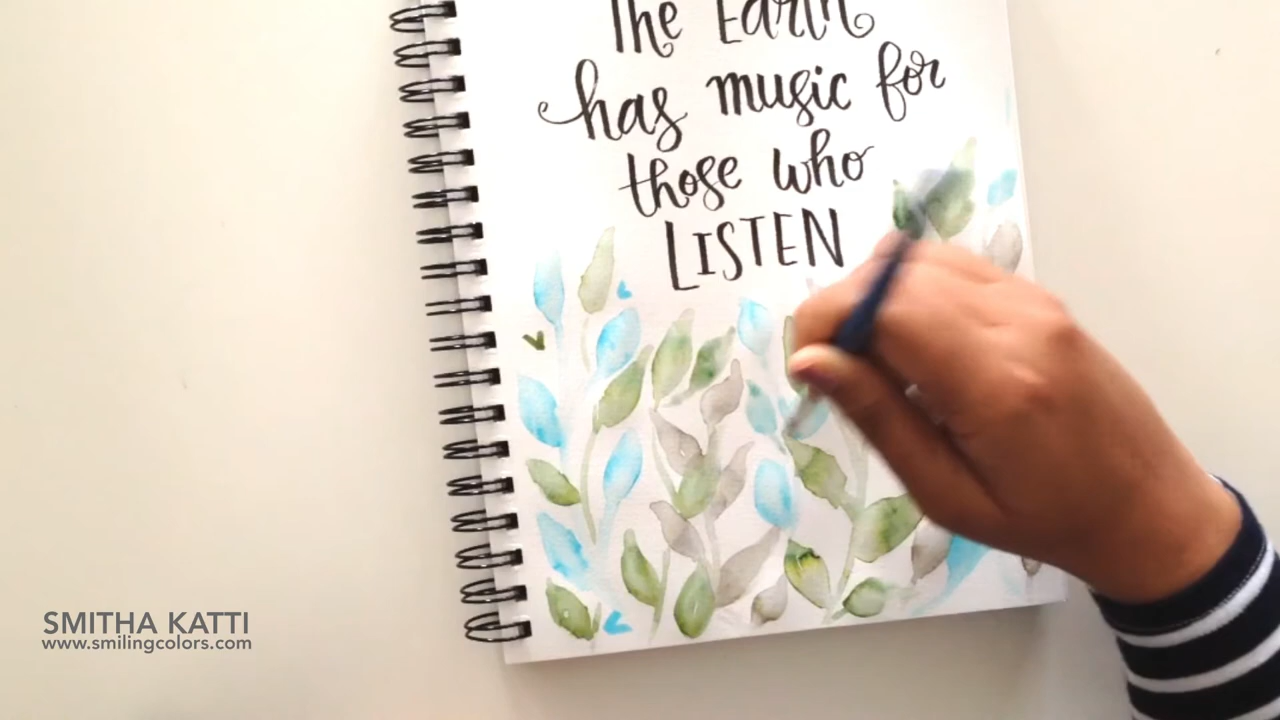 The Earth
has music for
those who
LISTEN
SMITHA KATTI
www.smilingcolors.com